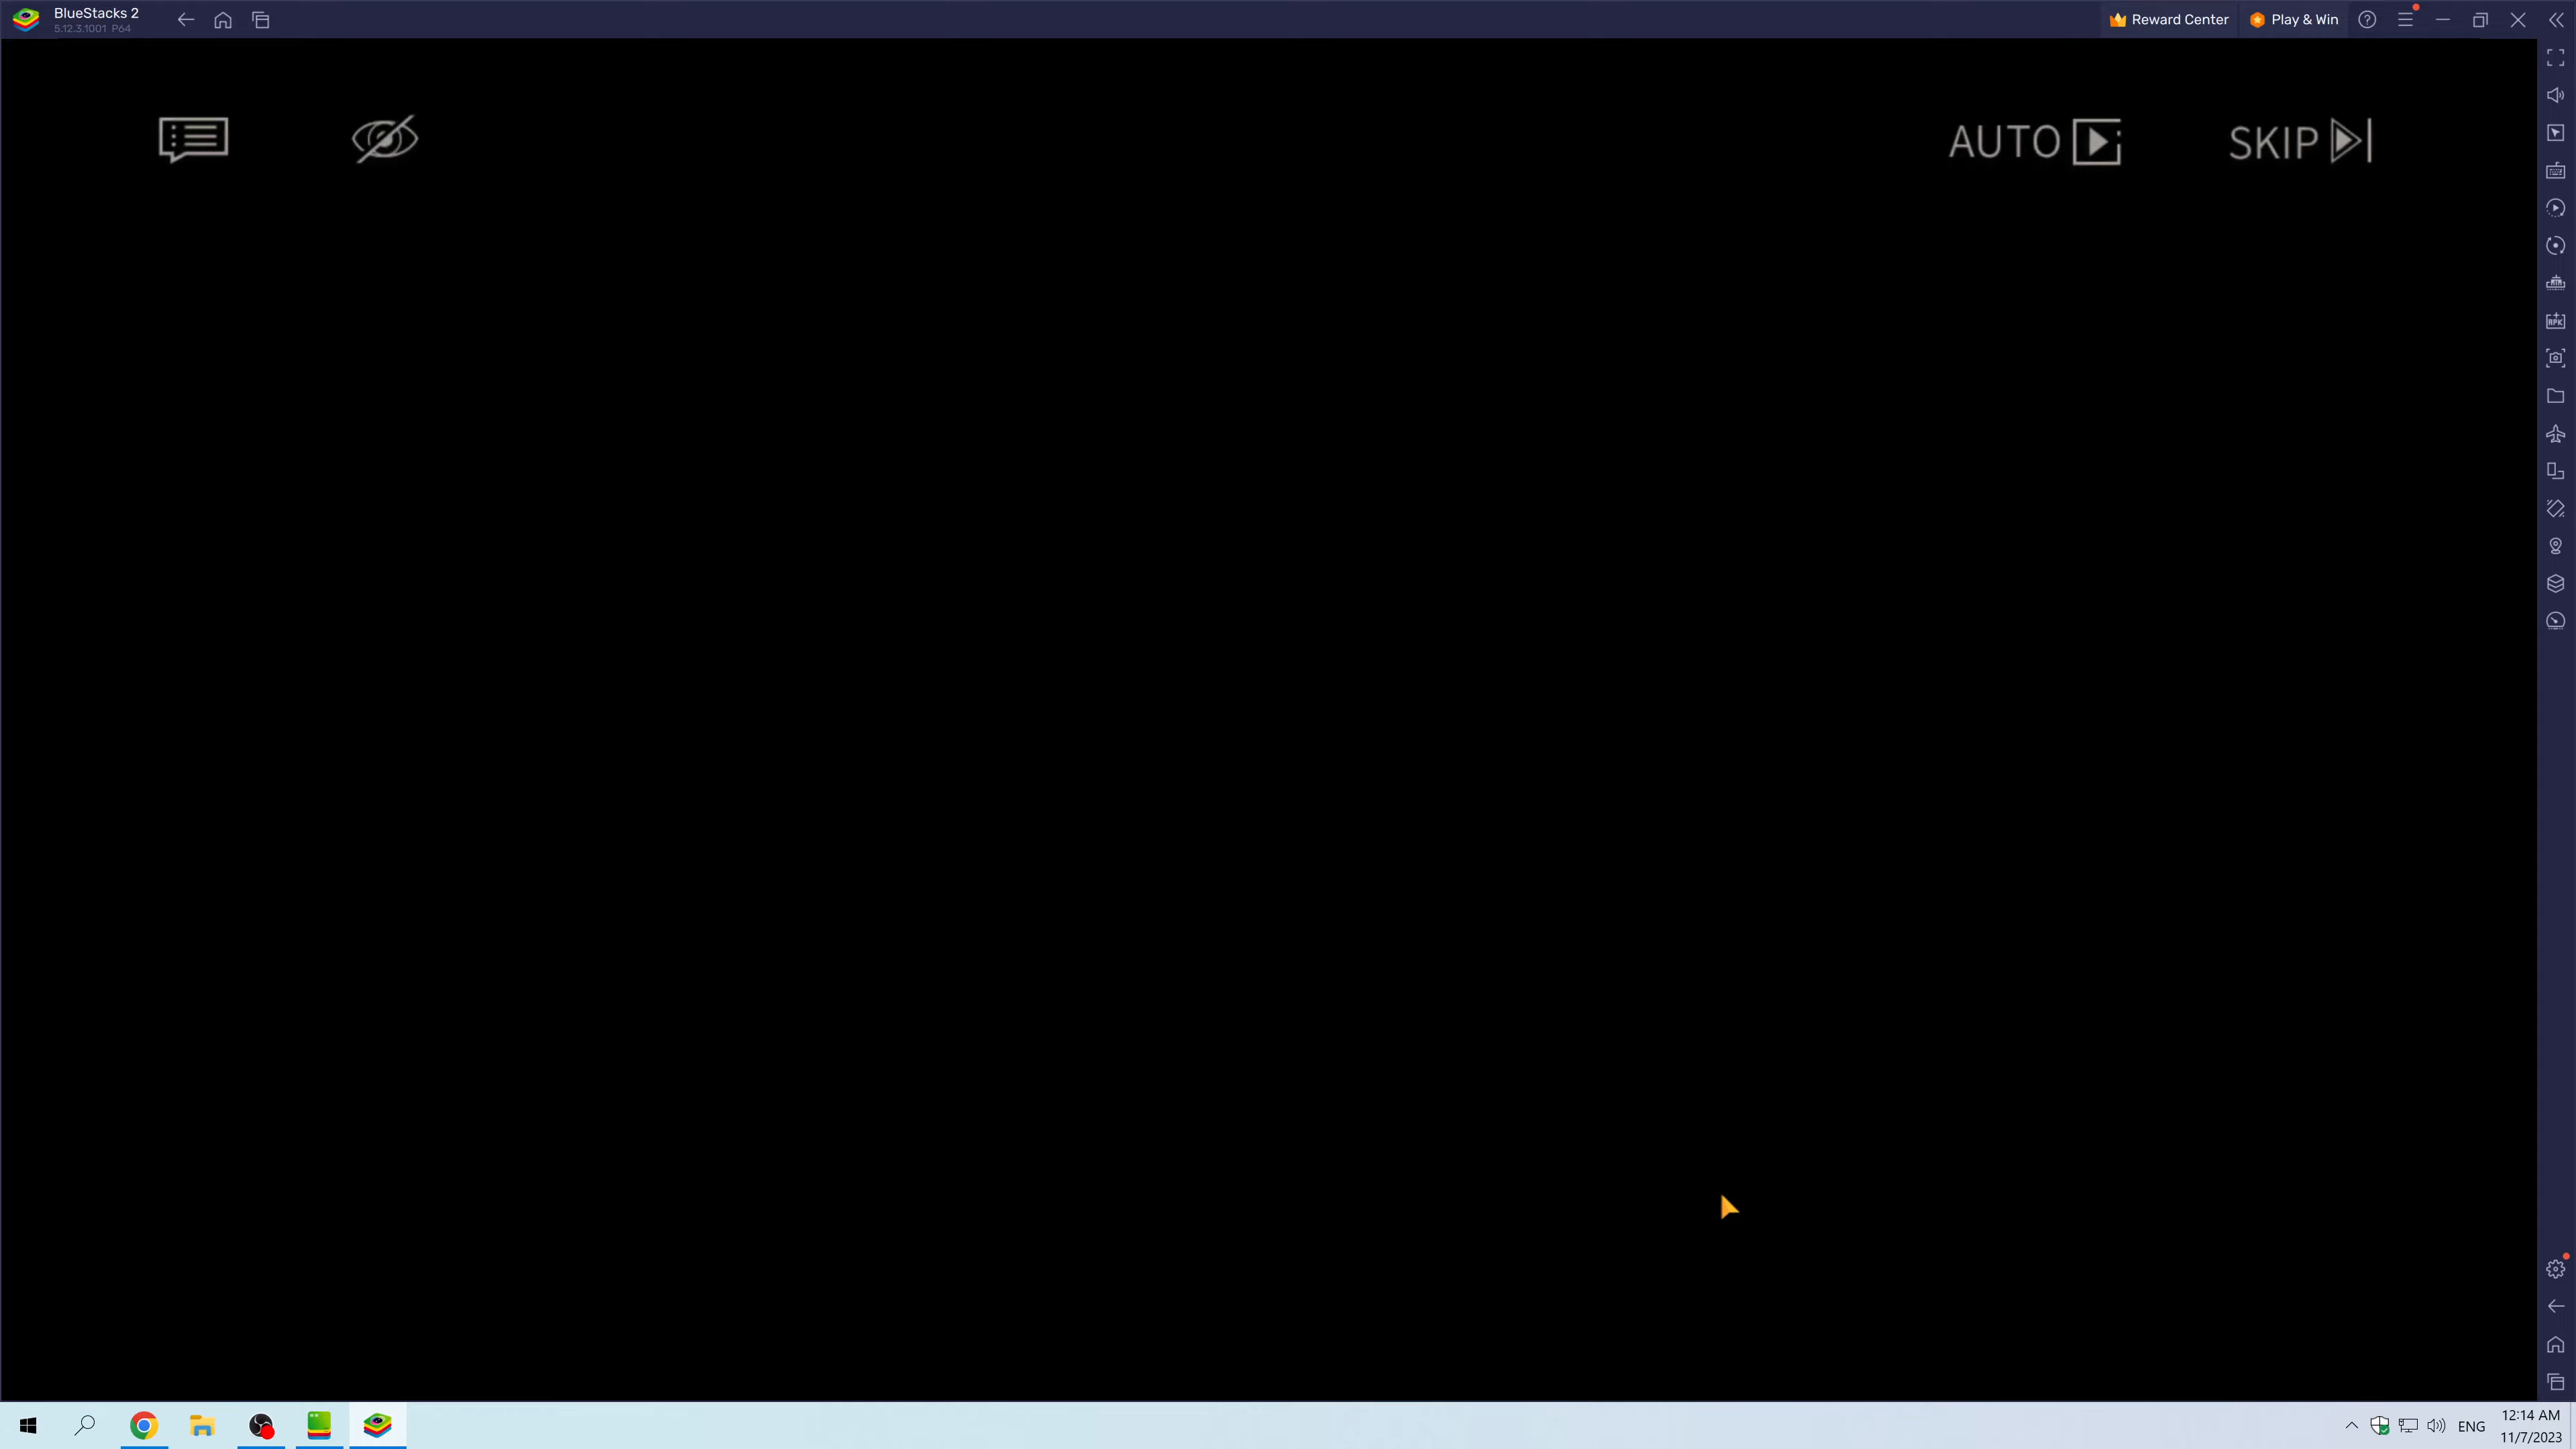 BlueStacks 2
5.12.3.1001 P64
Reward Center
Play & Win
AUTO
SKIP
APK
ENG
12:14 AM
11/7/2023